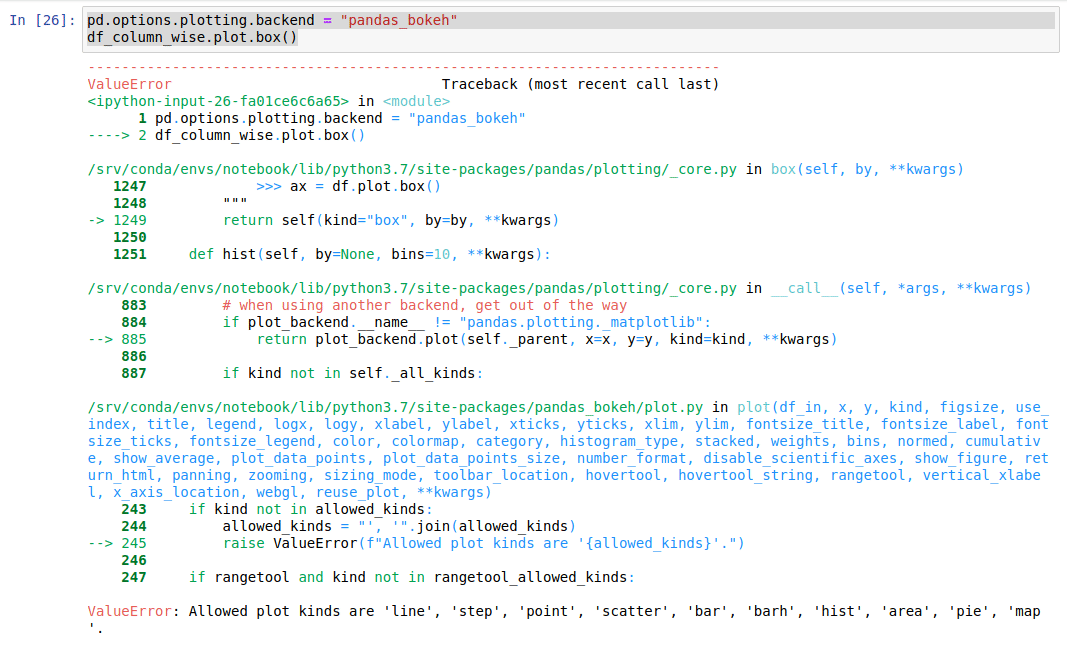 In [26]: pd.options.plotting.backend = "pandas_bokeh"
df_column_wise.plot.box()
---------------------------------------------------------------------------
ValueError                                Traceback (most recent call last)
<ipython-input-26-fa01ce6c6a65> in <module>
      1 pd.options.plotting.backend = "pandas_bokeh"
----> 2 df_column_wise.plot.box()
/srv/conda/envs/notebook/lib/python3.7/site-packages/pandas/plotting/_core.py in box(self, by, **kwargs)
   1247             >>> ax = df.plot.box()
   1248         """
-> 1249         return self(kind="box", by=by, **kwargs)
   1250
   1251     def hist(self, by=None, bins=10, **kwargs):
/srv/conda/envs/notebook/lib/python3.7/site-packages/pandas/plotting/_core.py in __call__(self, *args, **kwargs)
    883         # when using another backend, get out of the way
    884         if plot_backend.__name__ != "pandas.plotting._matplotlib":
--> 885             return plot_backend.plot(self._parent, x=x, y=y, kind=kind, **kwargs)
    886
    887         if kind not in self._all_kinds:
/srv/conda/envs/notebook/lib/python3.7/site-packages/pandas_bokeh/plot.py in plot(df_in, x, y, kind, figsize, use_
index, title, legend, logx, logy, xlabel, ylabel, xticks, yticks, xlim, ylim, fontsize_title, fontsize_label, font
size_ticks, fontsize_legend, color, colormap, category, histogram_type, stacked, weights, bins, normed, cumulativ
e, show_average, plot_data_points, plot_data_points_size, number_format, disable_scientific_axes, show_figure, ret
urn_html, panning, zooming, sizing_mode, toolbar_location, hovertool, hovertool_string, rangetool, vertical_xlabe
l, x_axis_location, webgl, reuse_plot, **kwargs)
    243     if kind not in allowed_kinds:
    244         allowed_kinds = "', '".join(allowed_kinds)
--> 245         raise ValueError(f"Allowed plot kinds are '{allowed_kinds}'.")
    246
    247     if rangetool and kind not in rangetool_allowed_kinds:
ValueError: Allowed plot kinds are 'line', 'step', 'point', 'scatter', 'bar', 'barh', 'hist', 'area', 'pie', 'map
'.